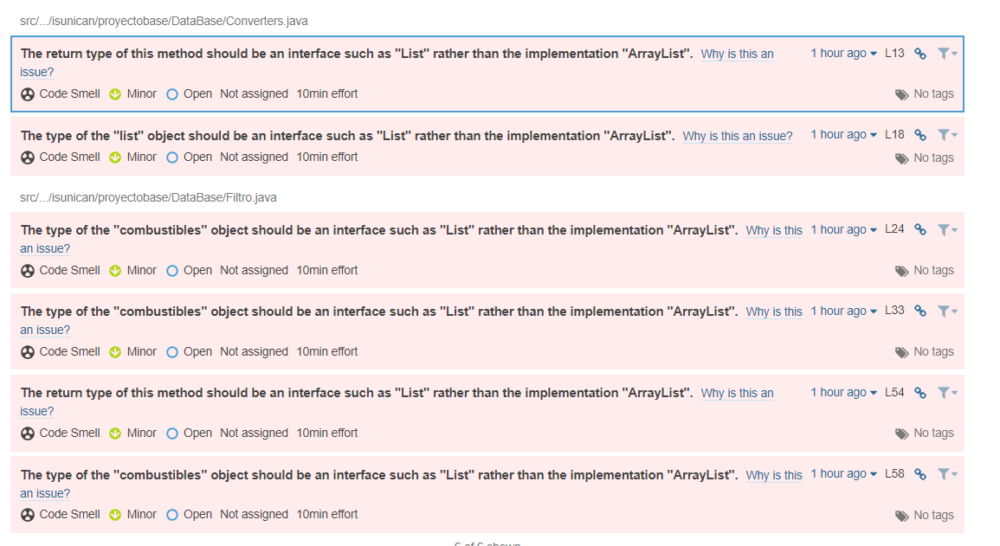 src/.../isunican/proyectobase/DataBase/Converters.java
The return type of this method should be an interface such as "List" rather than the implementation "ArrayList". Why is this an 1 hour ago L13
issue?
Code Smell Minor Open Not assigned 10min effort No tags
The type of the "list" object should be an interface such as "List" rather than the implementation "ArrayList". Why is this an issue? 1 hour ago L18
Code Smell Minor Open Not assigned 10min effort No tags
src/.../isunican/proyectobase/DataBase/Filtro.java
The type of the "combustibles" object should be an interface such as "List" rather than the implementation "ArrayList". Why is this 1 hour ago L24
an issue?
Code Smell Minor Open Not assigned 10min effort No tags
The type of the "combustibles" object should be an interface such as "List" rather than the implementation "ArrayList". Why is this 1 hour ago L33
an issue?
Code Smell Minor Open Not assigned 10min effort No tags
The return type of this method should be an interface such as "List" rather than the implementation "ArrayList". Why is this an 1 hour ago L54
issue?
Code Smell Minor Open Not assigned 10min effort No tags
The type of the "combustibles" object should be an interface such as "List" rather than the implementation "ArrayList". Why is this 1 hour ago L58
an issue?
Code Smell Minor Open Not assigned 10min effort No tags
6 of 6 shown